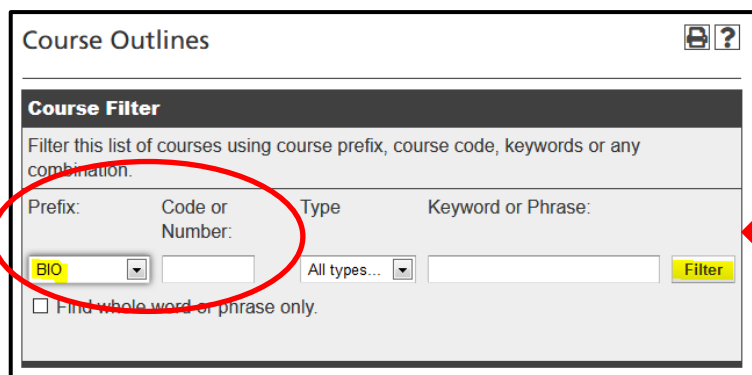 Course Outlines
Course Filter
Filter this list of courses using course prefix, course code, keywords or any
combination.
Prefix: Code or Number: Type Keyword or Phrase:
BIO All types... Filter
Find whole word or phrase only.